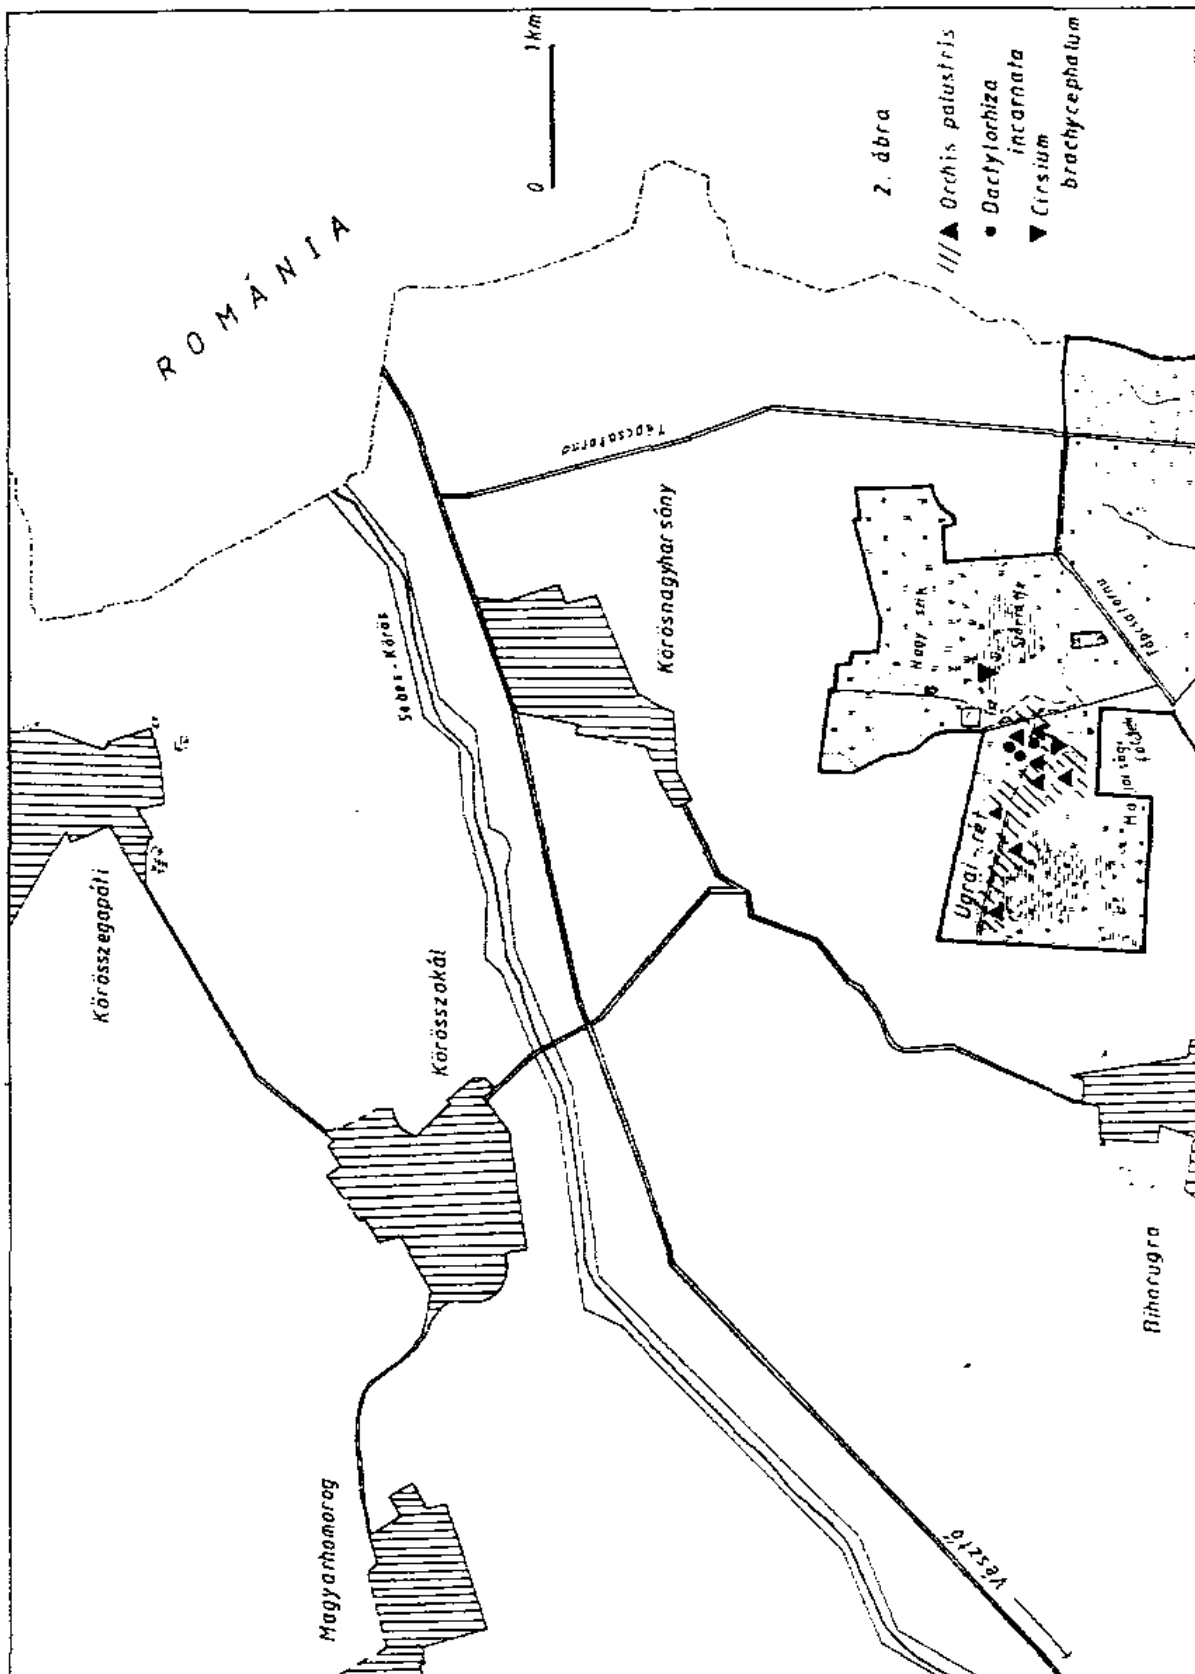 ROMÁNIA
0 1km
2. ábra
Orchis palustris
Dactylorhiza
incarnata
Cirsium
brachycephalum
Körösszegapáti
Sebes-Körös
Tápcsatorna
Körösnagyharsány
Körösszakál
Magyarhomorog
Nagy szik
Ugrai rét
Tápcsatorna
földek
Biharugra
Vésztő